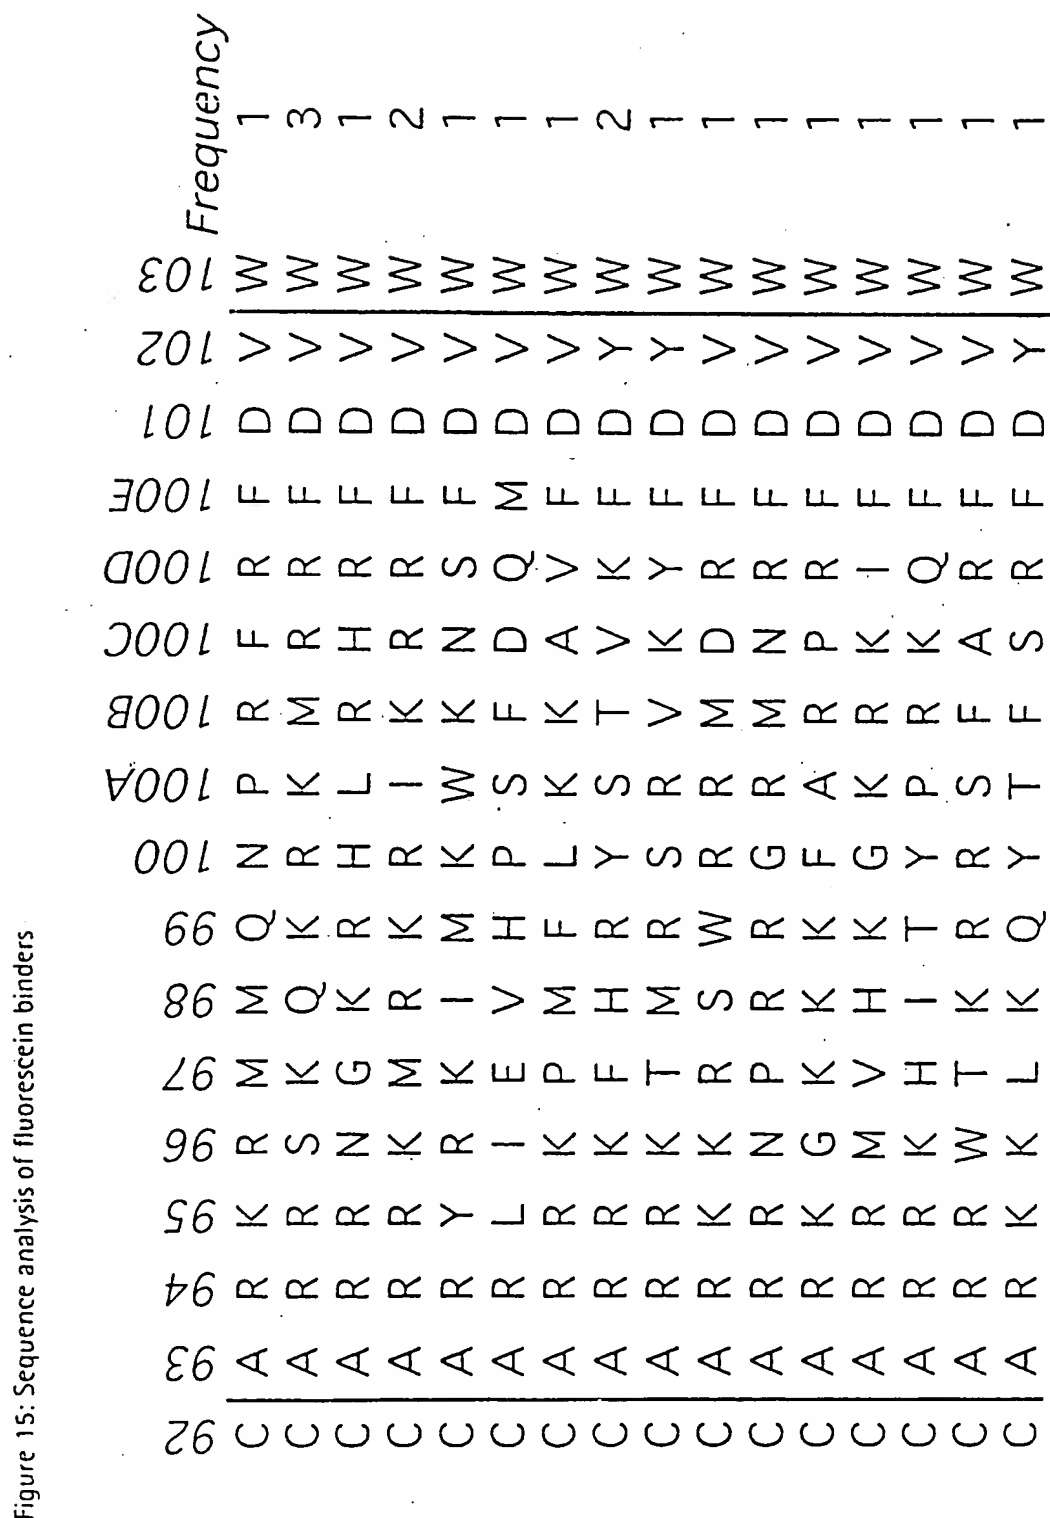 Figure 15: Sequence analysis of fluorescein binders
92 93 94 95 96 97 98 99 100 100A 100B 100C 100D 100E 101 102 103 Frequency
C A R K R M M Q N P R F R F D V W 1
C A R R S K Q K R K M R R F D V W 3
C A R R N G K R H L R H R F D V W 1
C A R R K M R K R I K R R F D V W 2
C A R Y R K I M K W K N S F D V W 1
C A R L I E V H P S F D Q M D V W 1
C A R R K P M F L K K A V F D V W 1
C A R R K F H R Y S T V K F D Y W 2
C A R R K T M R S R V K Y F D Y W 1
C A R K K R S W R R M D R F D V W 1
C A R R N P R R G R M N R F D V W 1
C A R K G K K K F A R P R F D V W 1
C A R R M V H K G K R K I F D V W 1
C A R R K H I T Y P R K Q F D V W 1
C A R R W T K R R S F A R F D V W 1
C A R K K L K Q Y T F S R F D Y W 1